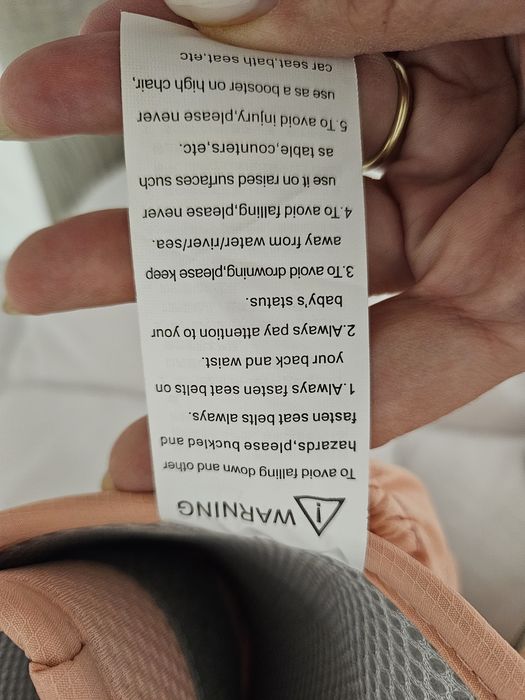 WARNING
To avoid falling down and other
hazards,please buckled and
fasten seat belts always.
1.Always fasten seat belts on
your back and waist.
2.Always pay attention to your
baby's status.
3.To avoid drowning,please keep
away from water/river/sea.
4.To avoid falling,please never
use it on raised surfaces such
as table,counters,etc.
5.To avoid injury,please never
use as a booster on high chair,
car seat,bath seat,etc